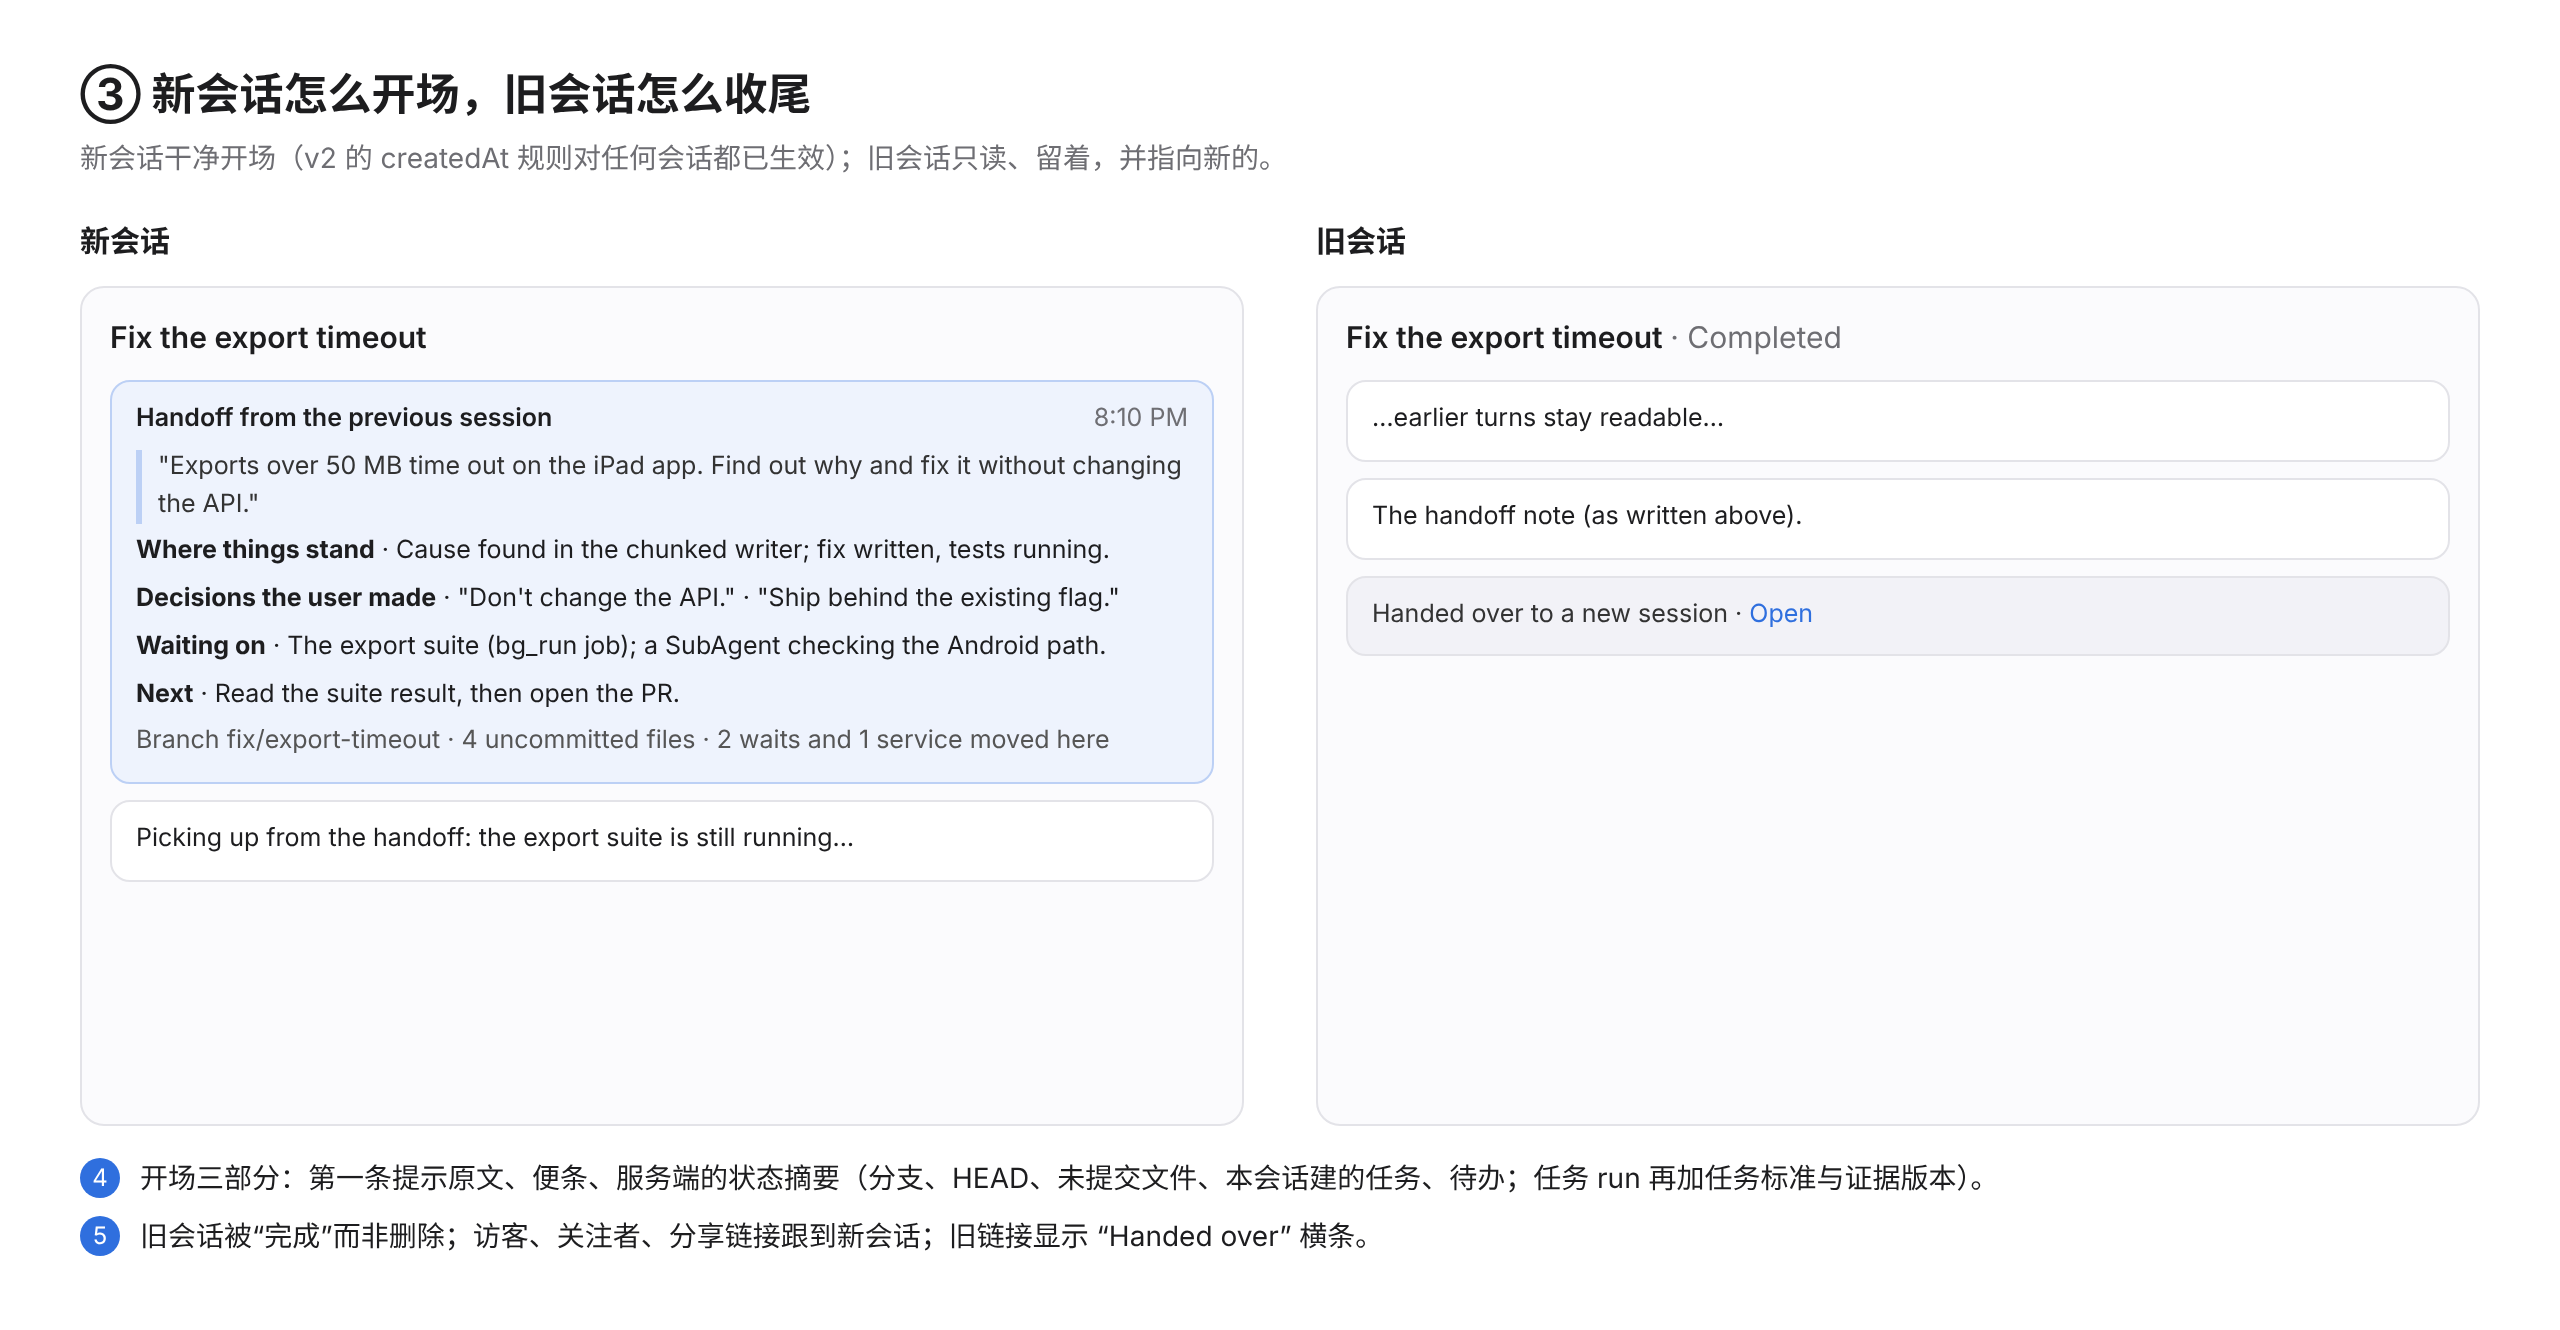 ③ 新会话怎么开场，旧会话怎么收尾
新会话干净开场（v2 的 createdAt 规则对任何会话都已生效）；旧会话只读、留着，并指向新的。
新会话
Fix the export timeout
Handoff from the previous session 8:10 PM
"Exports over 50 MB time out on the iPad app. Find out why and fix it without changing
the API."
Where things stand · Cause found in the chunked writer; fix written, tests running.
Decisions the user made · "Don't change the API." · "Ship behind the existing flag."
Waiting on · The export suite (bg_run job); a SubAgent checking the Android path.
Next · Read the suite result, then open the PR.
Branch fix/export-timeout · 4 uncommitted files · 2 waits and 1 service moved here
Picking up from the handoff: the export suite is still running...
旧会话
Fix the export timeout · Completed
...earlier turns stay readable...
The handoff note (as written above).
Handed over to a new session · Open
4 开场三部分：第一条提示原文、便条、服务端的状态摘要（分支、HEAD、未提交文件、本会话建的任务、待办；任务 run 再加任务标准与证据版本）。
5 旧会话被“完成”而非删除；访客、关注者、分享链接跟到新会话；旧链接显示 “Handed over” 横条。